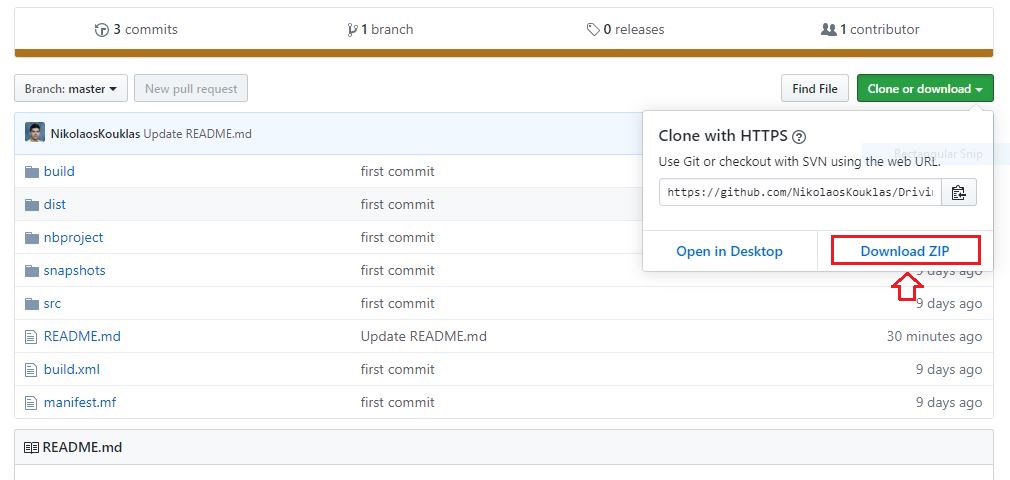 3 commits 1 branch 0 releases 1 contributor
Branch: master New pull request Find File Clone or download
NikolaosKouklas Update README.md
Clone with HTTPS ?
Rectangular Snip
Use Git or checkout with SVN using the web URL.
https://github.com/NikolaosKouklas/Drivin
Open in Desktop Download ZIP
build first commit
dist first commit
nbproject first commit
snapshots first commit 9 days ago
src first commit 9 days ago
README.md Update README.md 30 minutes ago
build.xml first commit 9 days ago
manifest.mf first commit 9 days ago
README.md